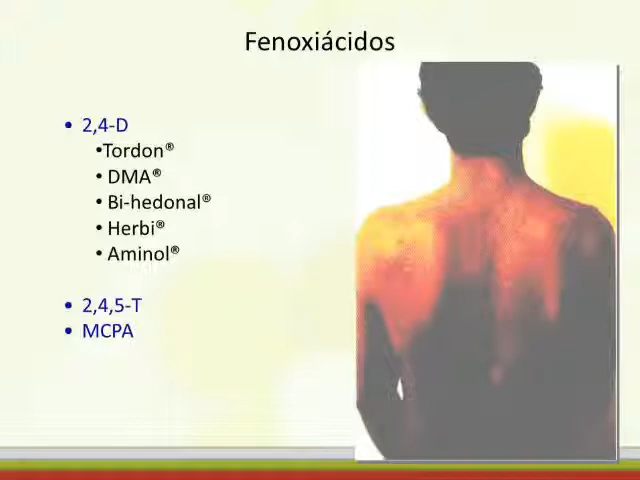 Fenoxiácidos
• 2,4-D
•Tordon®
• DMA®
• Bi-hedonal®
• Herbi®
• Aminol®
• 2,4,5-T
• MCPA